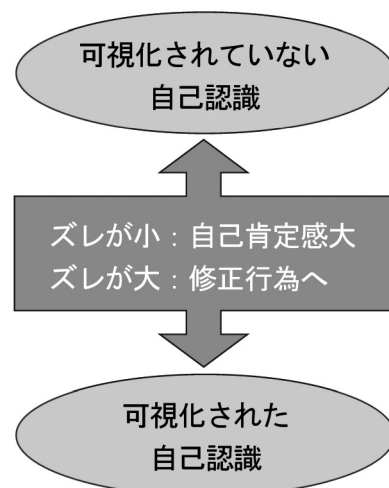 可視化されていない
自己認識
ズレが小：自己肯定感大
ズレが大：修正行為へ
可視化された
自己認識